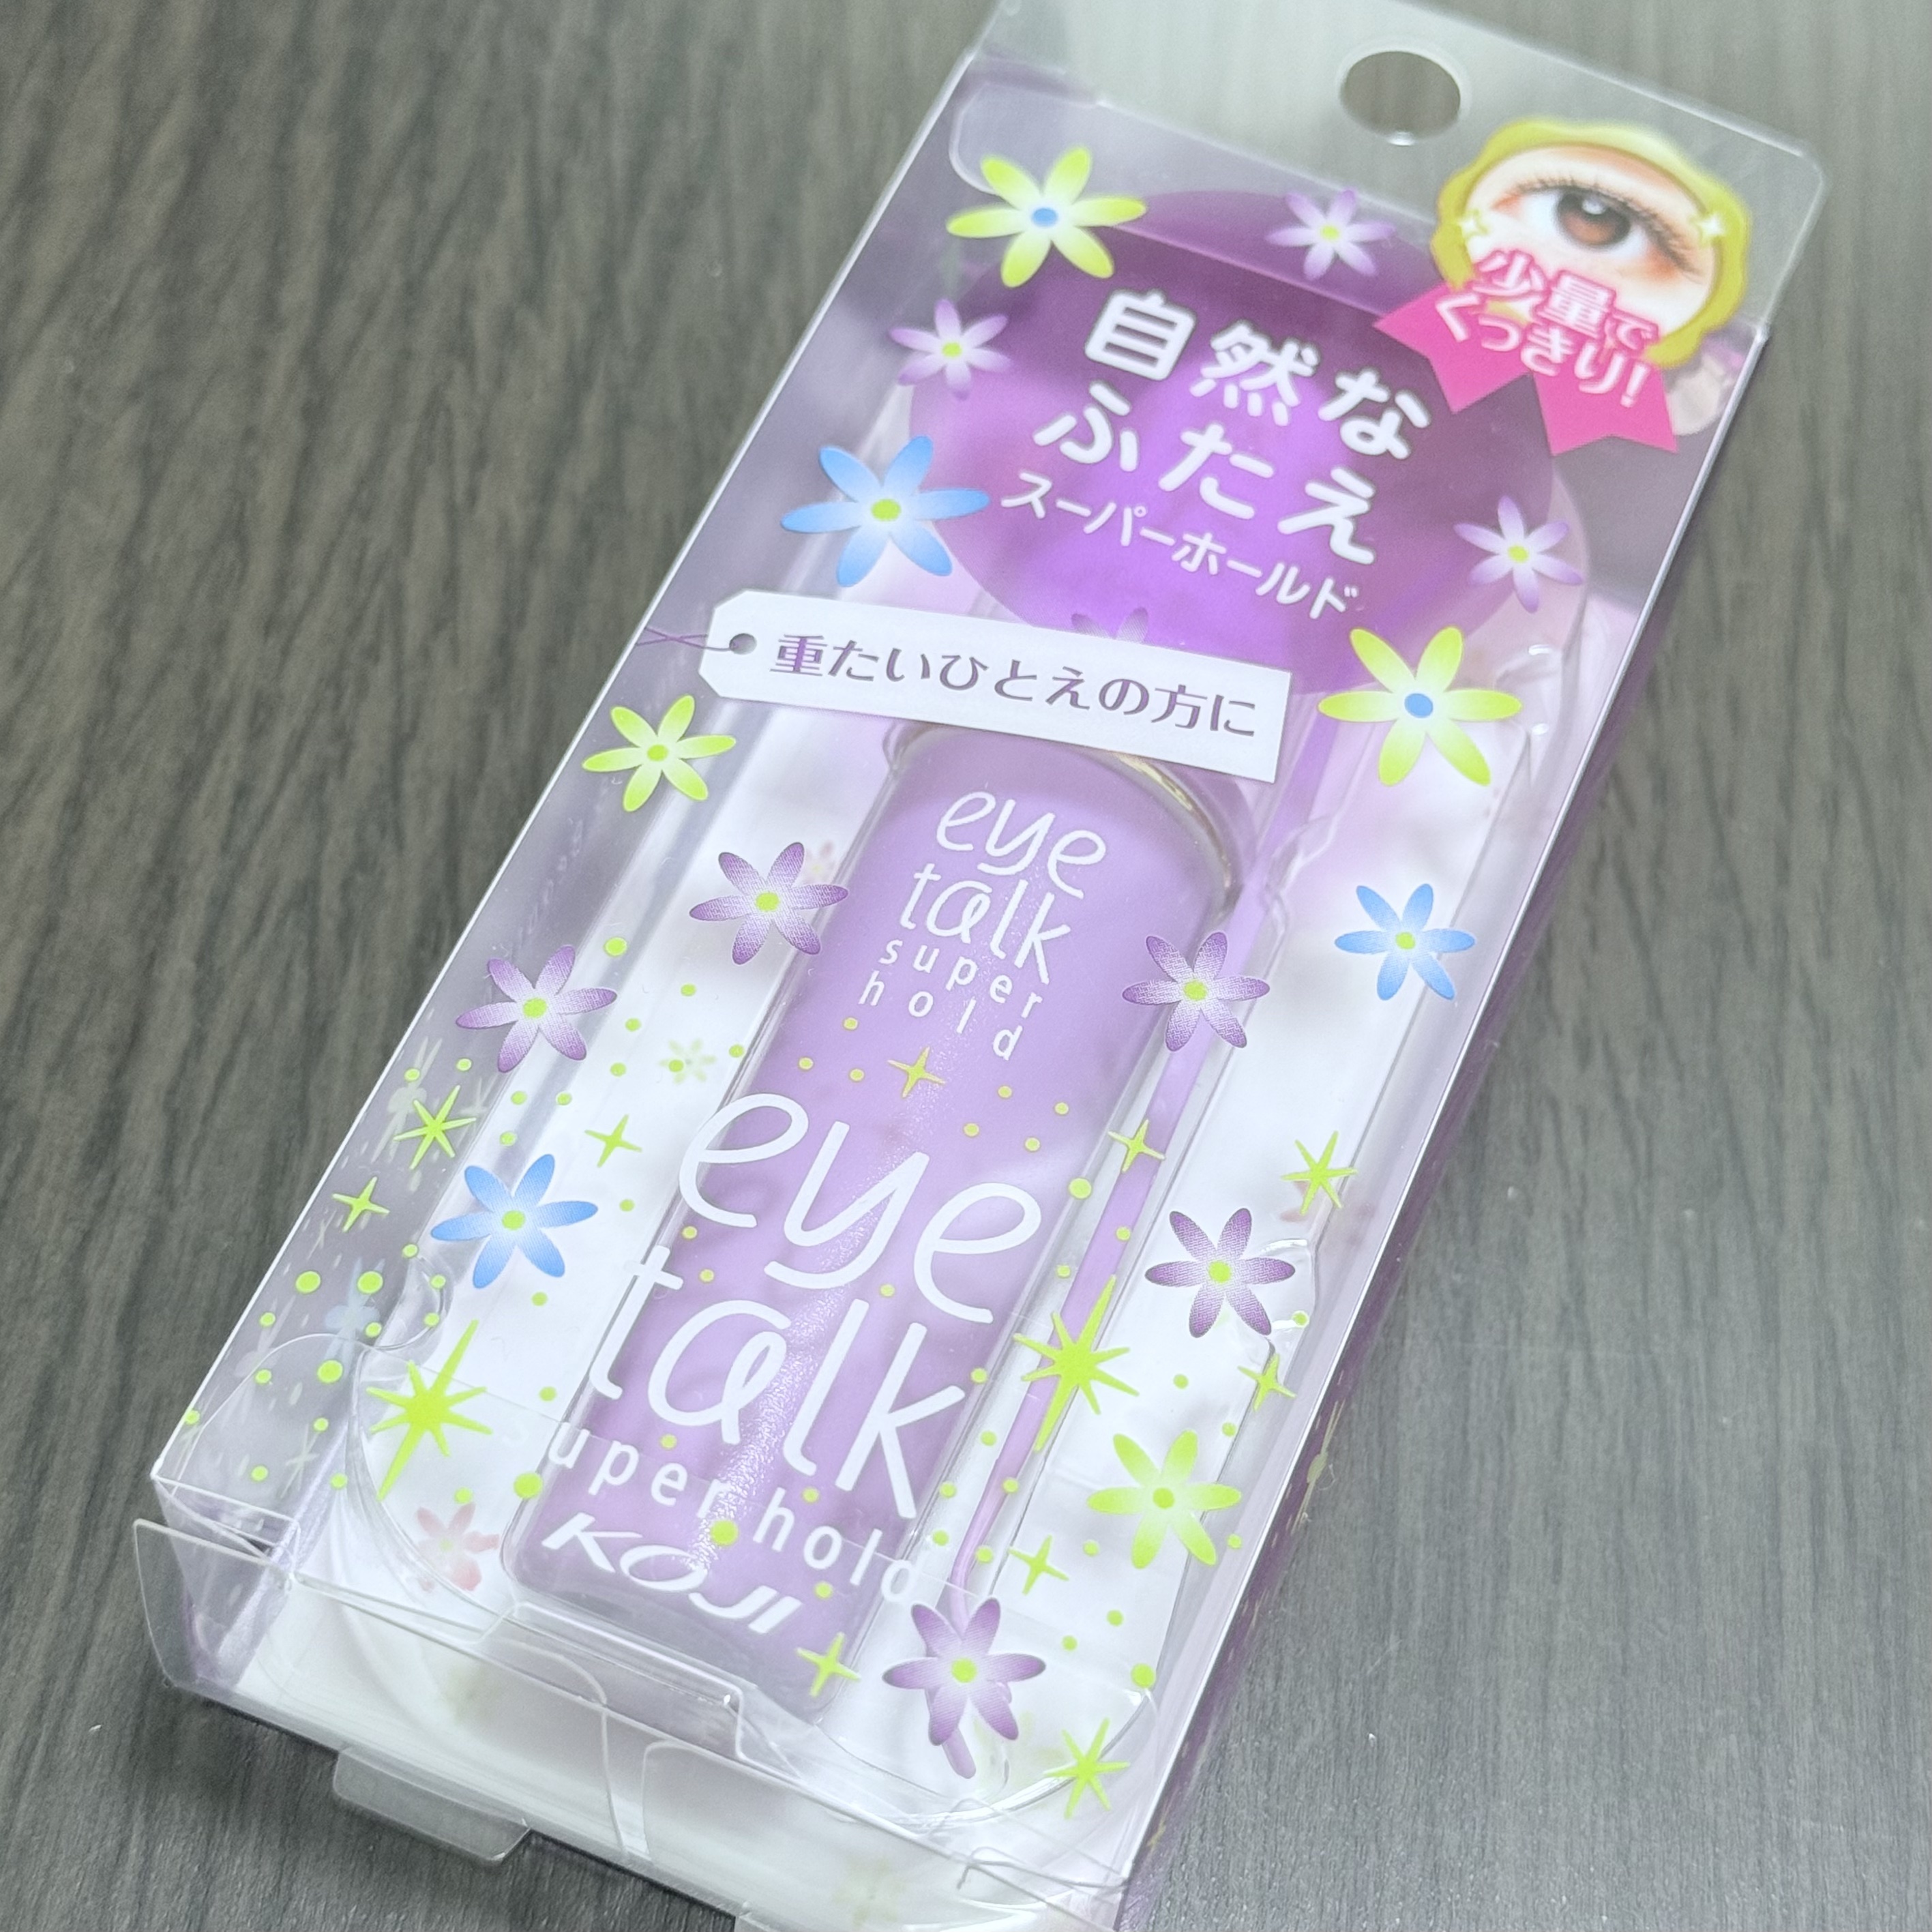 少量で
くっきり!
自然な
ふたえ
スーパーホールド
重たいひとえの方に
eye
talk
super
hold
eye
talk
super hold
KOJI